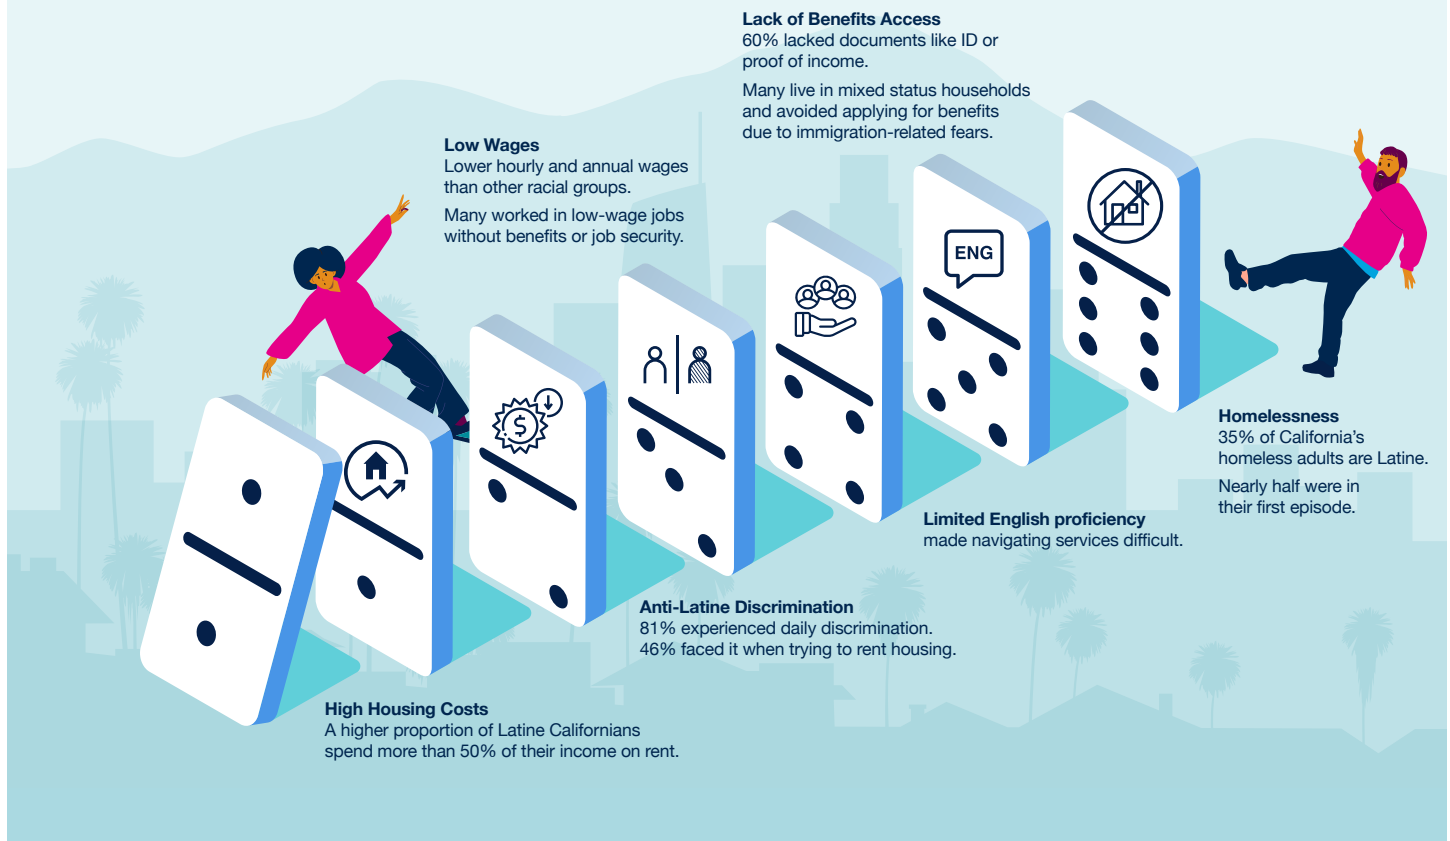 Lack of Benefits Access
60% lacked documents like ID or
proof of income.
Many live in mixed status households
and avoided applying for benefits
due to immigration-related fears.
Low Wages
Lower hourly and annual wages
than other racial groups.
Many worked in low-wage jobs
without benefits or job security.
ENG
$
Homelessness
35% of California’s
homeless adults are Latine.
Nearly half were in
their first episode.
Limited English proficiency
made navigating services difficult.
Anti-Latine Discrimination
81% experienced daily discrimination.
46% faced it when trying to rent housing.
High Housing Costs
A higher proportion of Latine Californians
spend more than 50% of their income on rent.